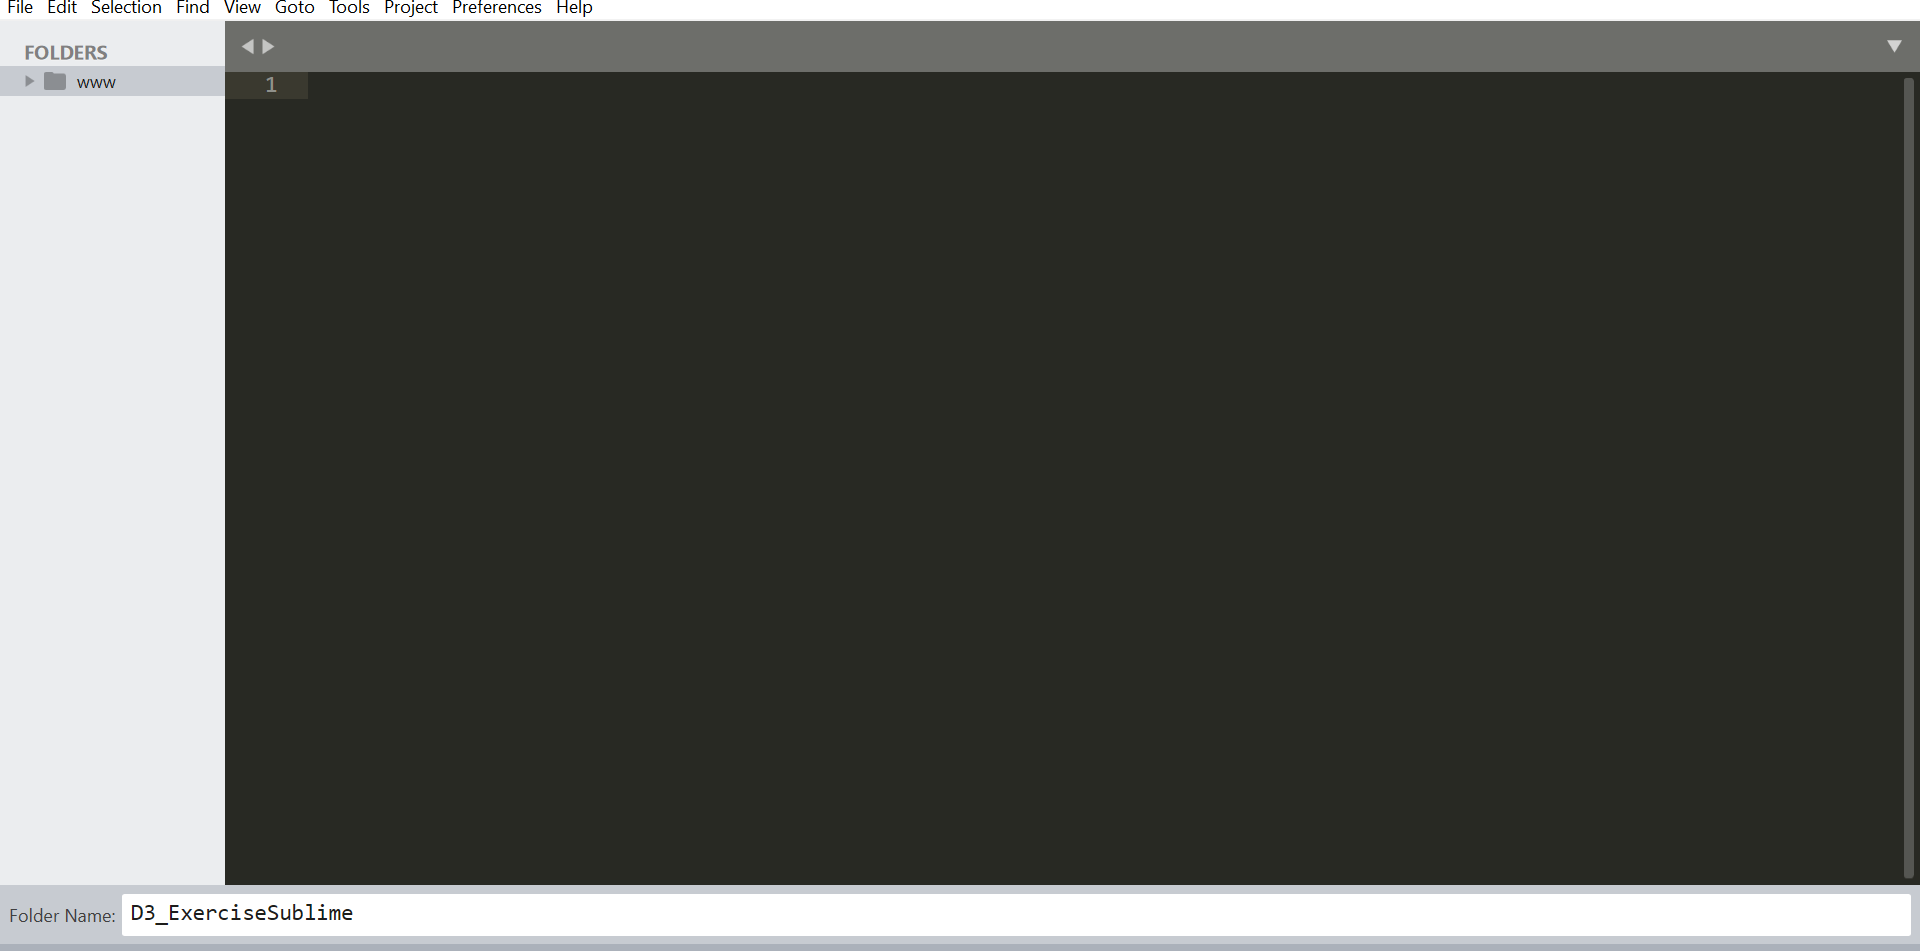 File Edit Selection Find View Goto Tools Project Preferences Help
FOLDERS
www
1
Folder Name: D3_ExerciseSublime